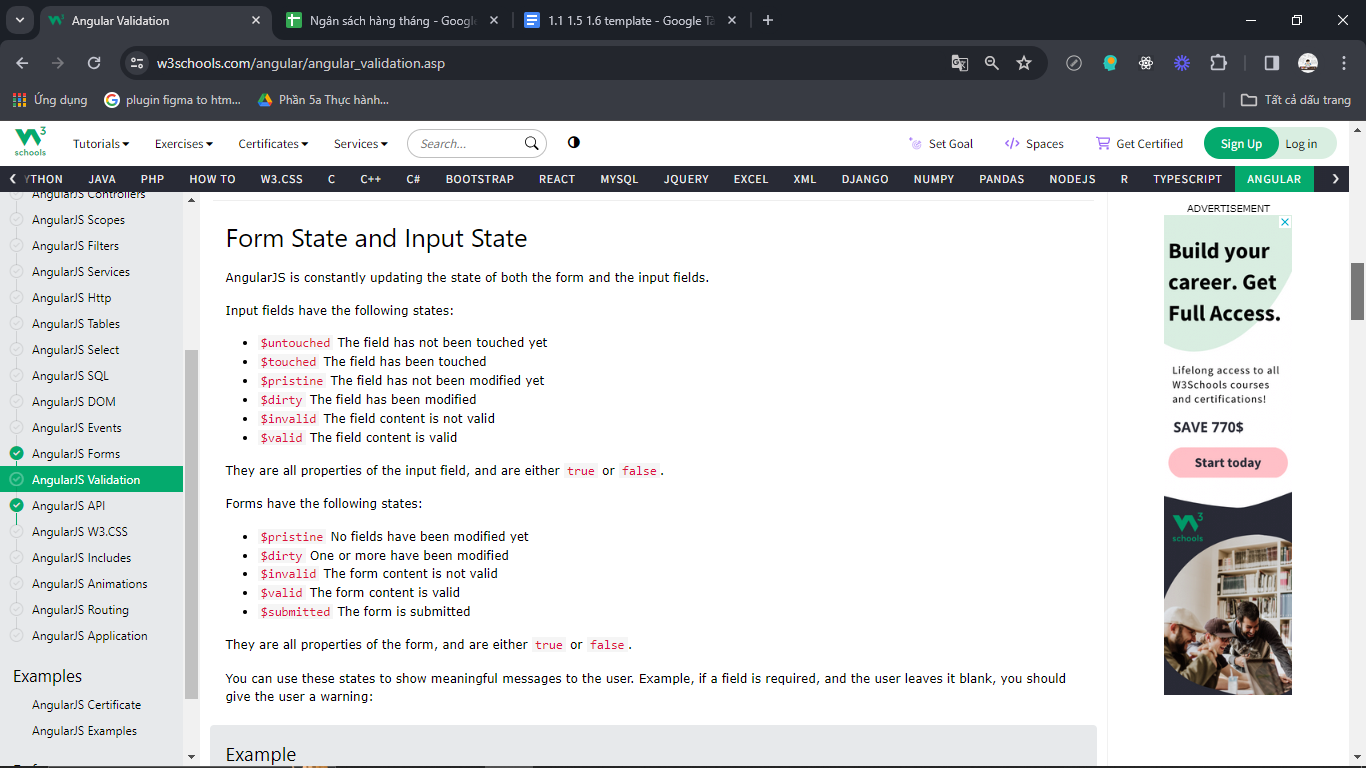 Angular Validation
Ngân sách hàng tháng - Google
1.1 1.5 1.6 template - Google Tà
w3schools.com/angular/angular_validation.asp
Ứng dụng
plugin figma to htm...
Phần 5a Thực hành...
Tất cả dấu trang
W3
schools
Tutorials
Exercises
Certificates
Services
Search...
Set Goal
Spaces
Get Certified
Sign Up
Log in
YTHON JAVA PHP HOW TO W3.CSS C C++ C# BOOTSTRAP REACT MYSQL JQUERY EXCEL XML DJANGO NUMPY PANDAS NODEJS R TYPESCRIPT ANGULAR
AngularJS Controllers
AngularJS Scopes
AngularJS Filters
AngularJS Services
AngularJS Http
AngularJS Tables
AngularJS Select
AngularJS SQL
AngularJS DOM
AngularJS Events
AngularJS Forms
AngularJS Validation
AngularJS API
AngularJS W3.CSS
AngularJS Includes
AngularJS Animations
AngularJS Routing
AngularJS Application
Examples
AngularJS Certificate
AngularJS Examples
Form State and Input State
AngularJS is constantly updating the state of both the form and the input fields.
Input fields have the following states:
• $untouched The field has not been touched yet
• $touched The field has been touched
• $pristine The field has not been modified yet
• $dirty The field has been modified
• $invalid The field content is not valid
• $valid The field content is valid
They are all properties of the input field, and are either true or false.
Forms have the following states:
• $pristine No fields have been modified yet
• $dirty One or more have been modified
• $invalid The form content is not valid
• $valid The form content is valid
• $submitted The form is submitted
They are all properties of the form, and are either true or false.
You can use these states to show meaningful messages to the user. Example, if a field is required, and the user leaves it blank, you should
give the user a warning:
Example
ADVERTISEMENT
Build your
career. Get
Full Access.
Lifelong access to all
W3Schools courses
and certifications!
SAVE 770$
Start today
W3
schools